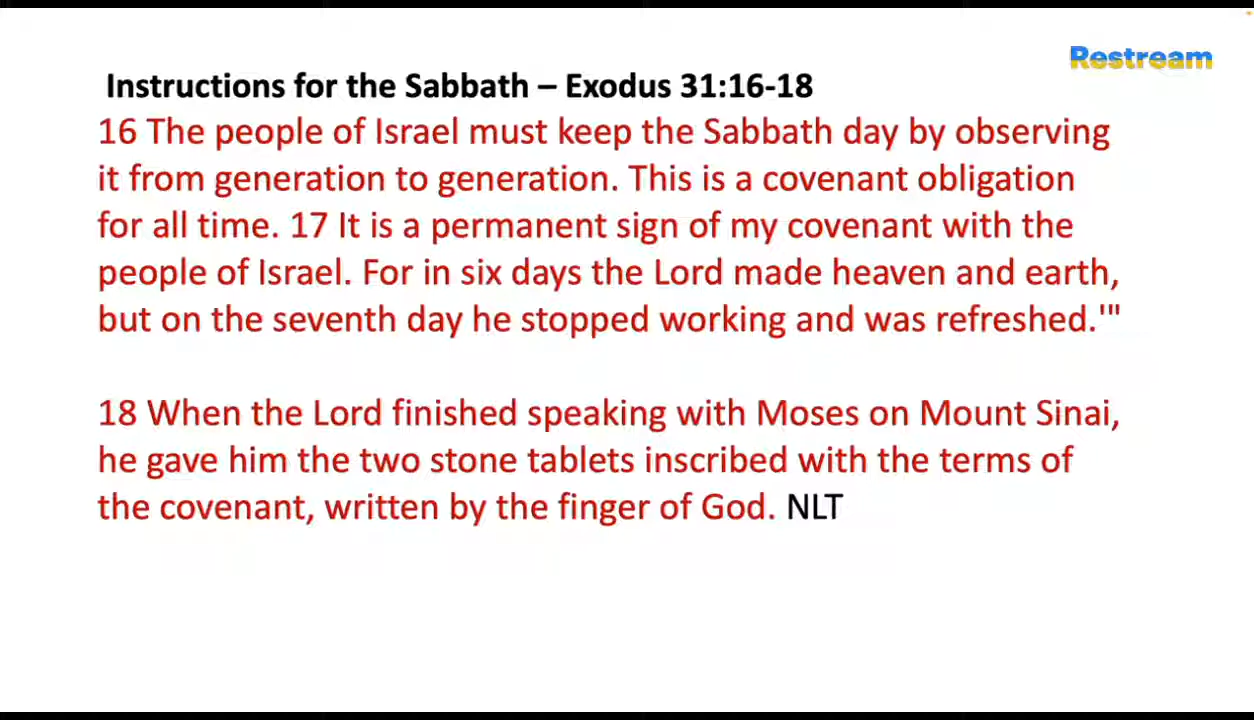 Restream
Instructions for the Sabbath – Exodus 31:16-18
16 The people of Israel must keep the Sabbath day by observing
it from generation to generation. This is a covenant obligation
for all time. 17 It is a permanent sign of my covenant with the
people of Israel. For in six days the Lord made heaven and earth,
but on the seventh day he stopped working and was refreshed.'"
18 When the Lord finished speaking with Moses on Mount Sinai,
he gave him the two stone tablets inscribed with the terms of
the covenant, written by the finger of God. NLT